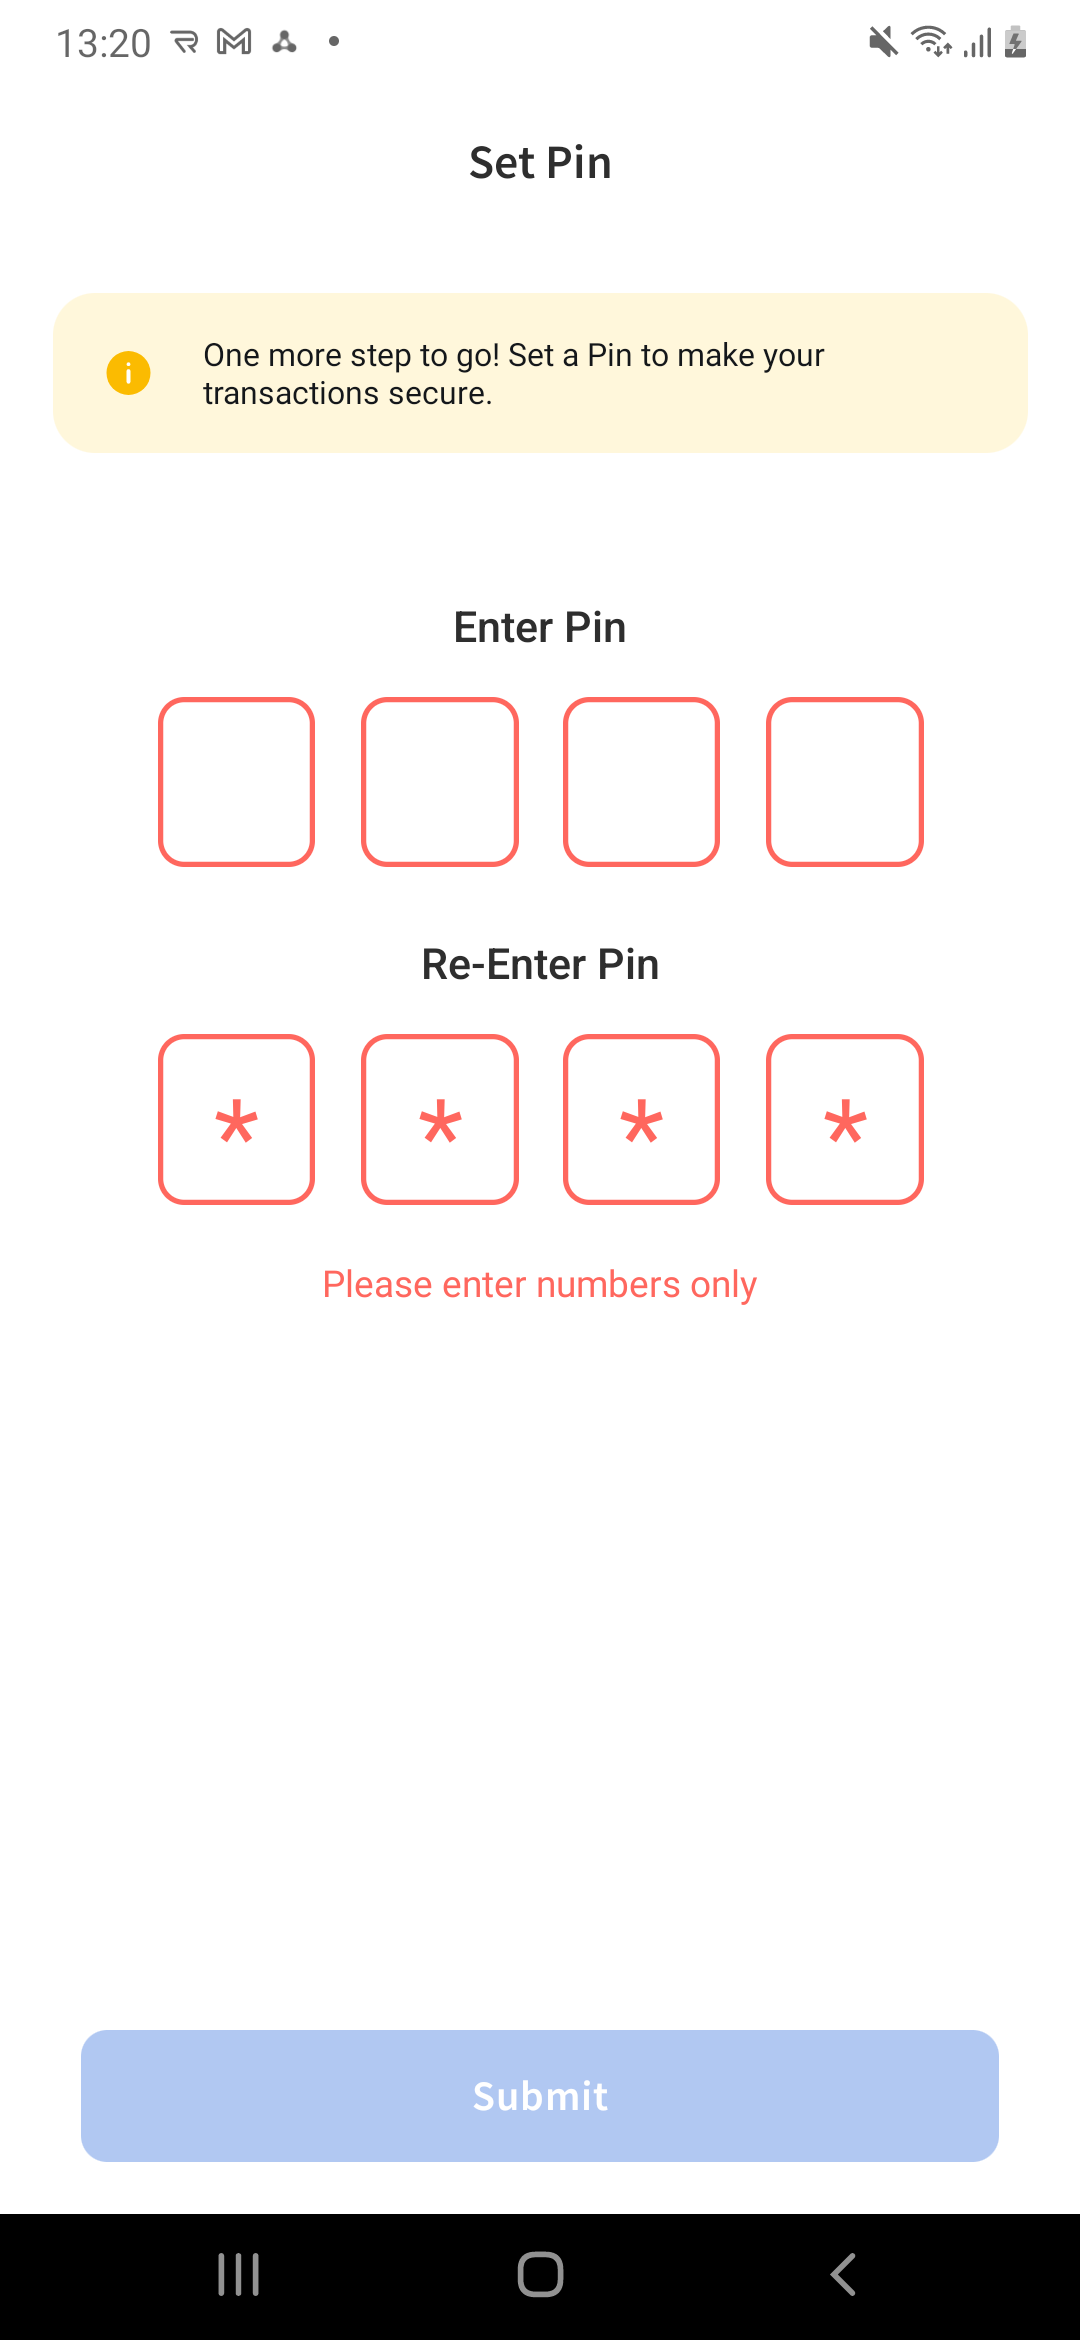 13:20
Set Pin
One more step to go! Set a Pin to make your
transactions secure.
Enter Pin
Re-Enter Pin
* * * *
Please enter numbers only
Submit